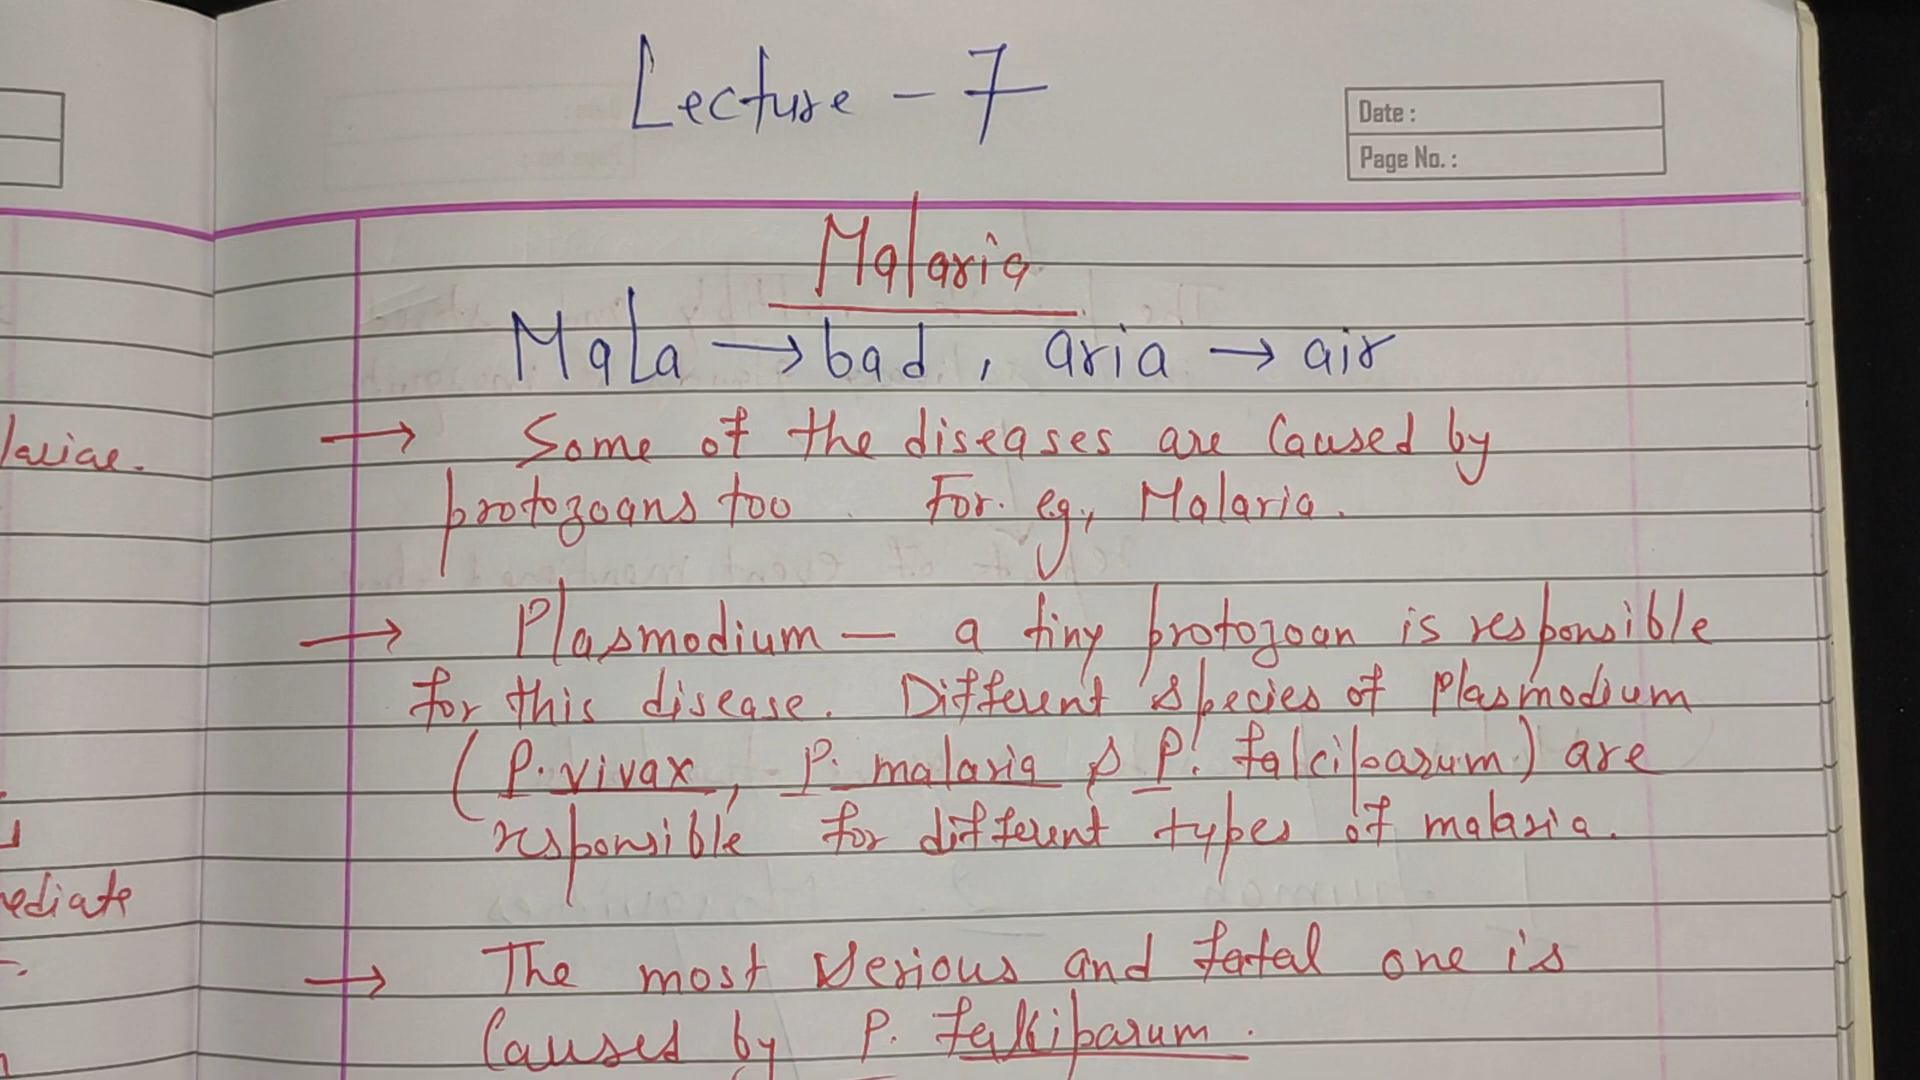 Lecture - 7
Date :
Page No. :
Malaria
Mala → bad , aria → air
→ Some of the diseases are caused by
protozoans too. For. eg., Malaria.
→ Plasmodium — a tiny protozoan is responsible
for this disease. Different species of Plasmodium
(P. vivax, P. malaria & P. falciparum) are
responsible for different types of malaria.
→ The most serious and fatal one is
Caused by P. falciparum.
lariae.
ediate